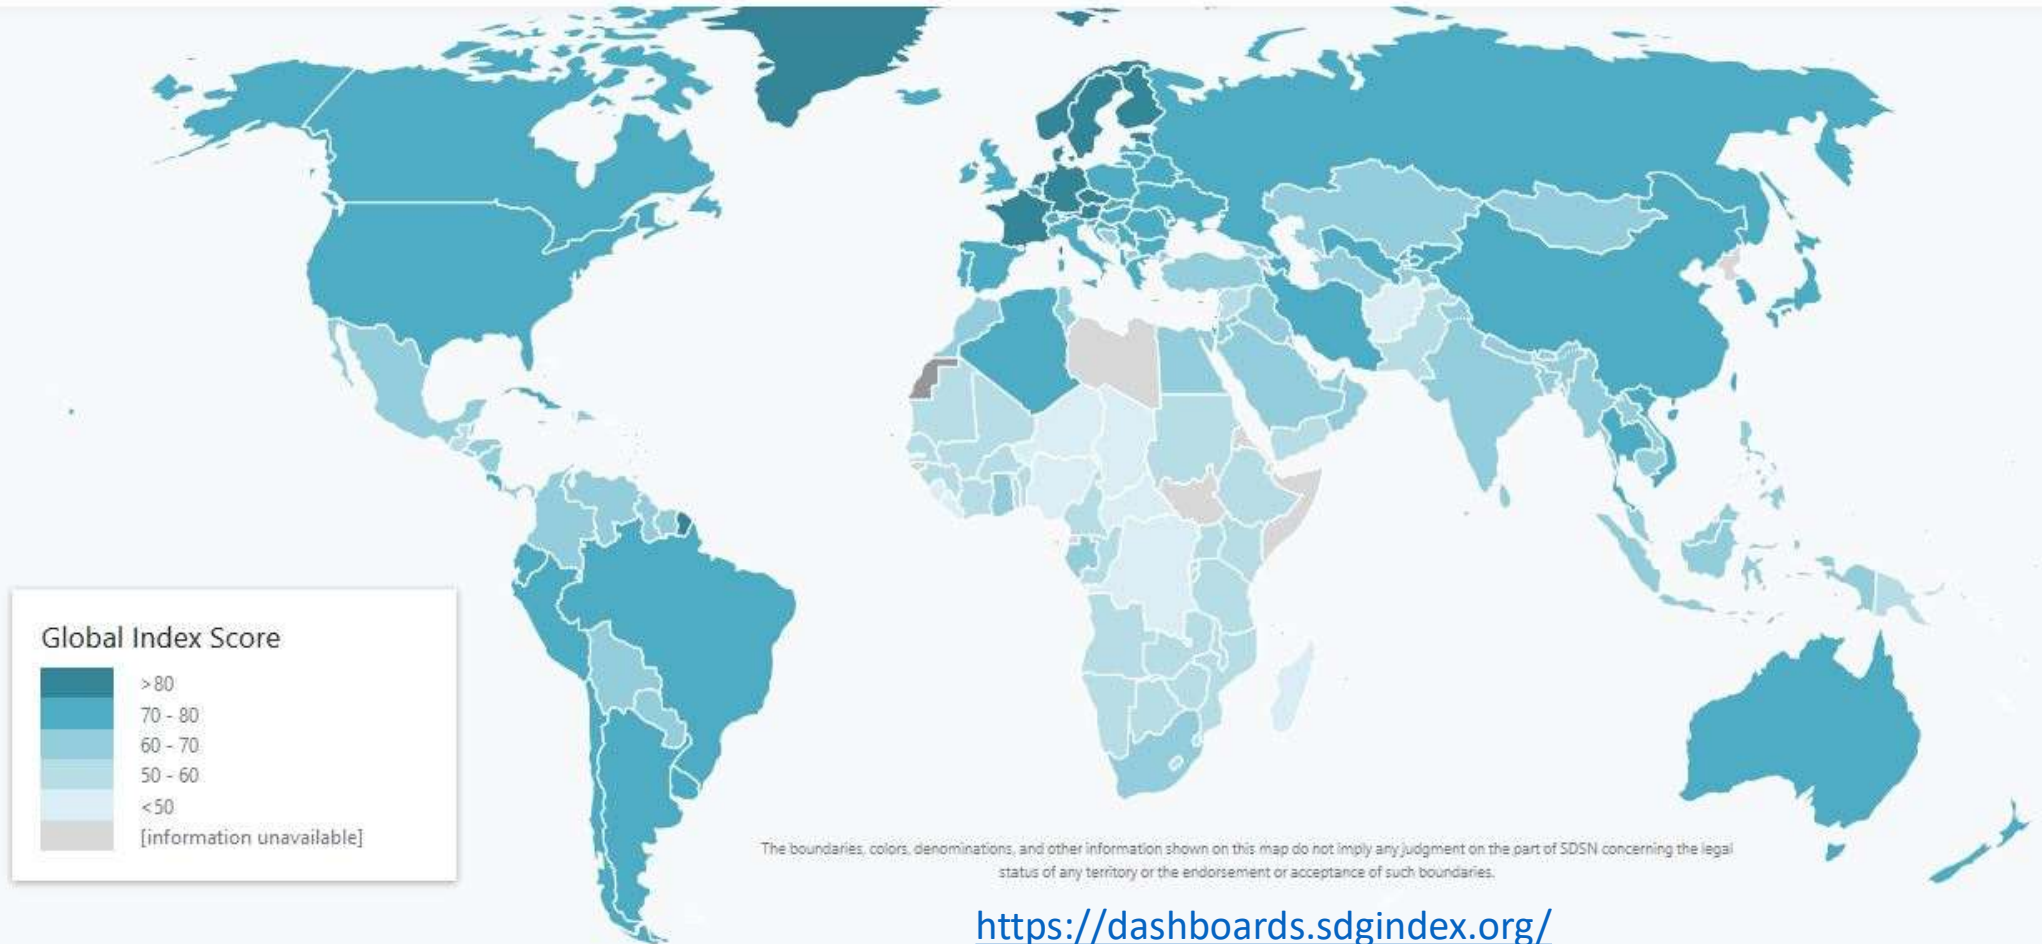 Global Index Score
>80
70 - 80
60 - 70
50 - 60
<50
[information unavailable]
The boundaries, colors, denominations, and other information shown on this map do not imply any judgment on the part of SDSN concerning the legal
status of any territory or the endorsement or acceptance of such boundaries.
https://dashboards.sdgindex.org/